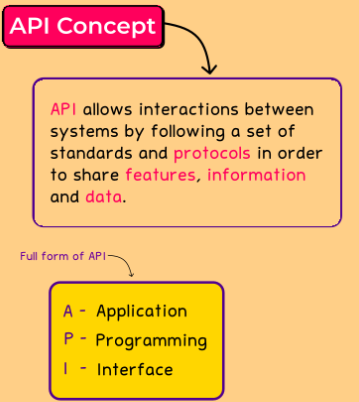 API Concept
API allows interactions between
systems by following a set of
standards and protocols in order
to share features, information
and data.
Full form of API
A - Application
P - Programming
I - Interface